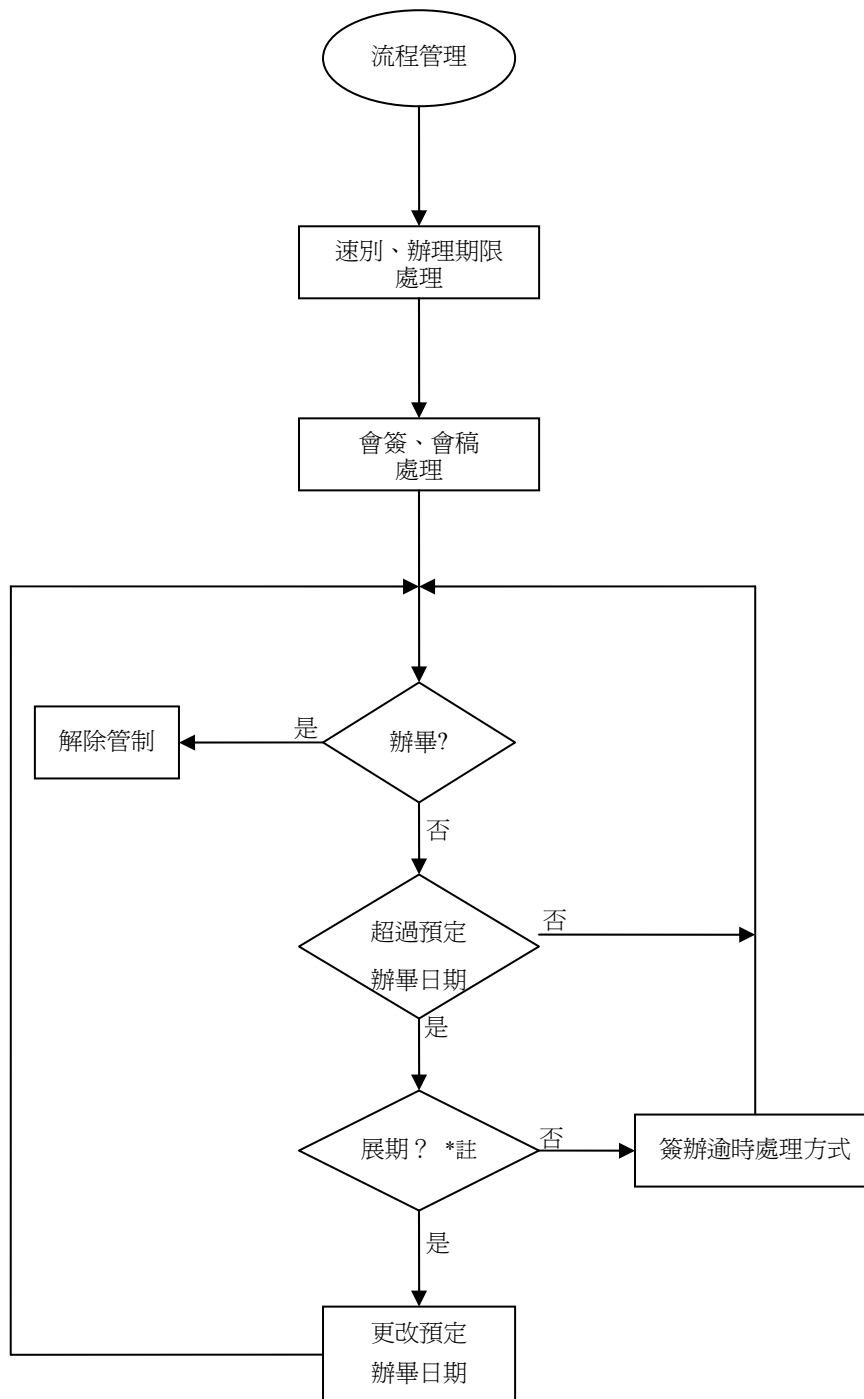 流程管理
速別、辦理期限
處理
會簽、會稿
處理
解除管制
是
辦畢?
否
超過預定
辦畢日期
否
是
展期? *註
否
簽辦逾時處理方式
是
更改預定
辦畢日期